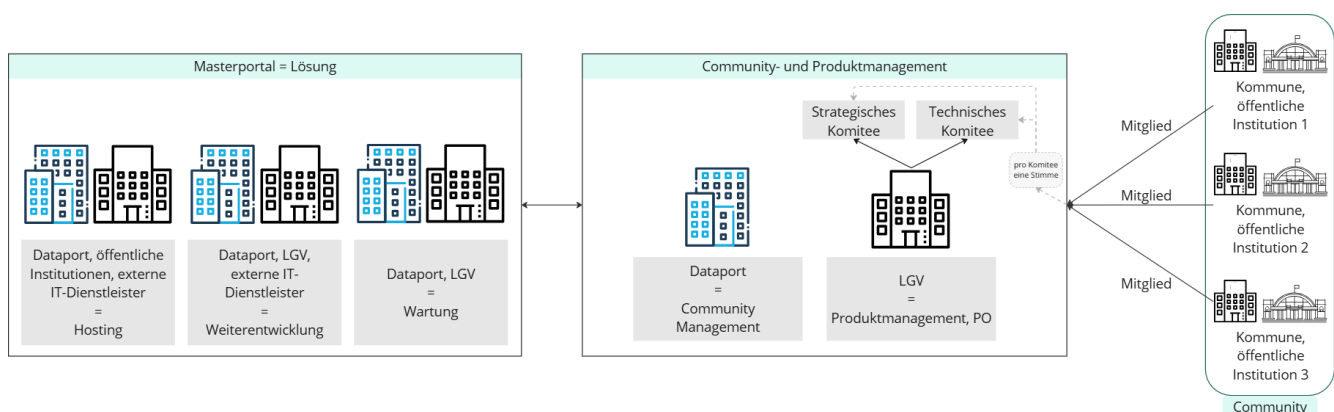 Masterportal = Lösung
Dataport, öffentliche
Institutionen, externe
IT-Dienstleister
=
Hosting
Dataport, LGV,
externe IT-
Dienstleister
=
Weiterentwicklung
Dataport, LGV
=
Wartung
Community- und Produktmanagement
Strategisches
Komitee
Technisches
Komitee
pro Komitee
eine Stimme
Dataport
=
Community
Management
LGV
=
Produktmanagement, PO
Mitglied
Mitglied
Mitglied
Kommune,
öffentliche
Institution 1
Kommune,
öffentliche
Institution 2
Kommune,
öffentliche
Institution 3
Community